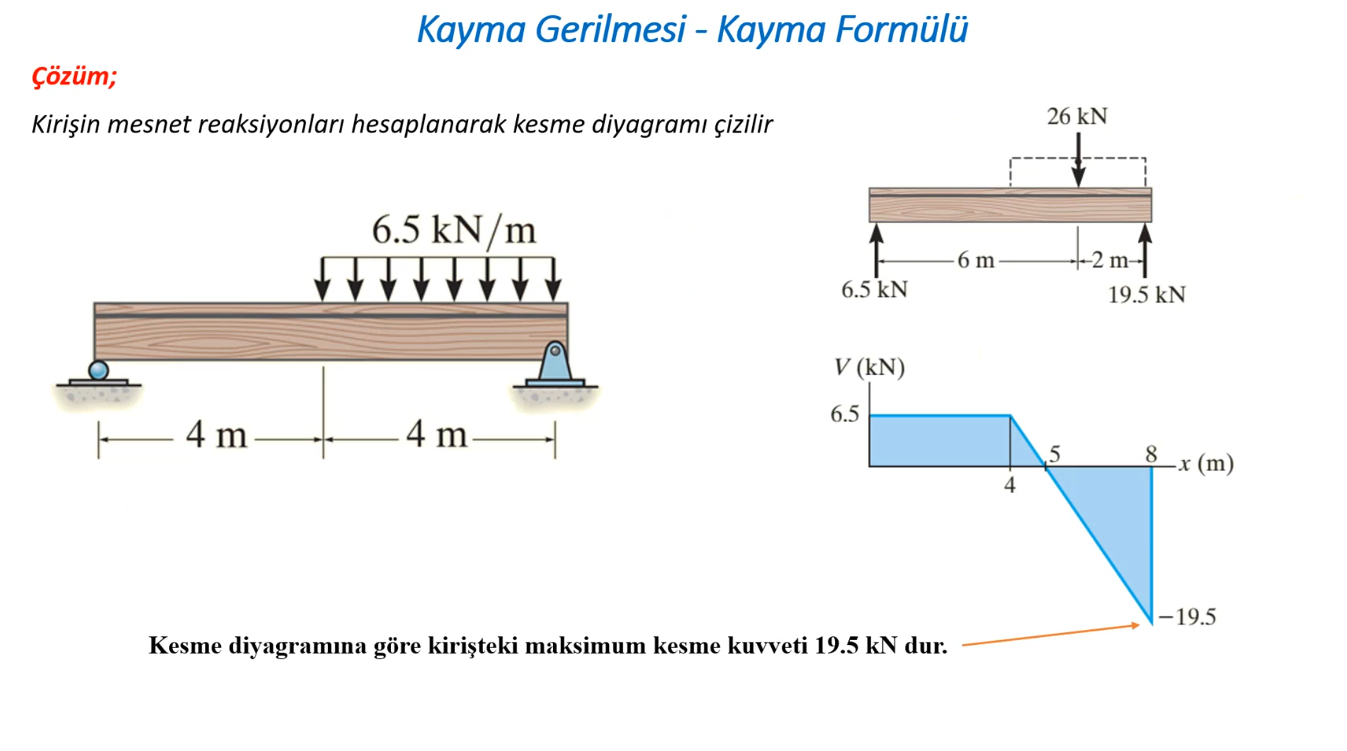 Kayma Gerilmesi - Kayma Formülü
Çözüm;
Kirişin mesnet reaksiyonları hesaplanarak kesme diyagramı çizilir
6.5 kN/m
4 m
4 m
26 kN
6 m
2 m
6.5 kN
19.5 kN
V (kN)
6.5
4
5
8
x (m)
−19.5
Kesme diyagramına göre kirişteki maksimum kesme kuvveti 19.5 kN dur.